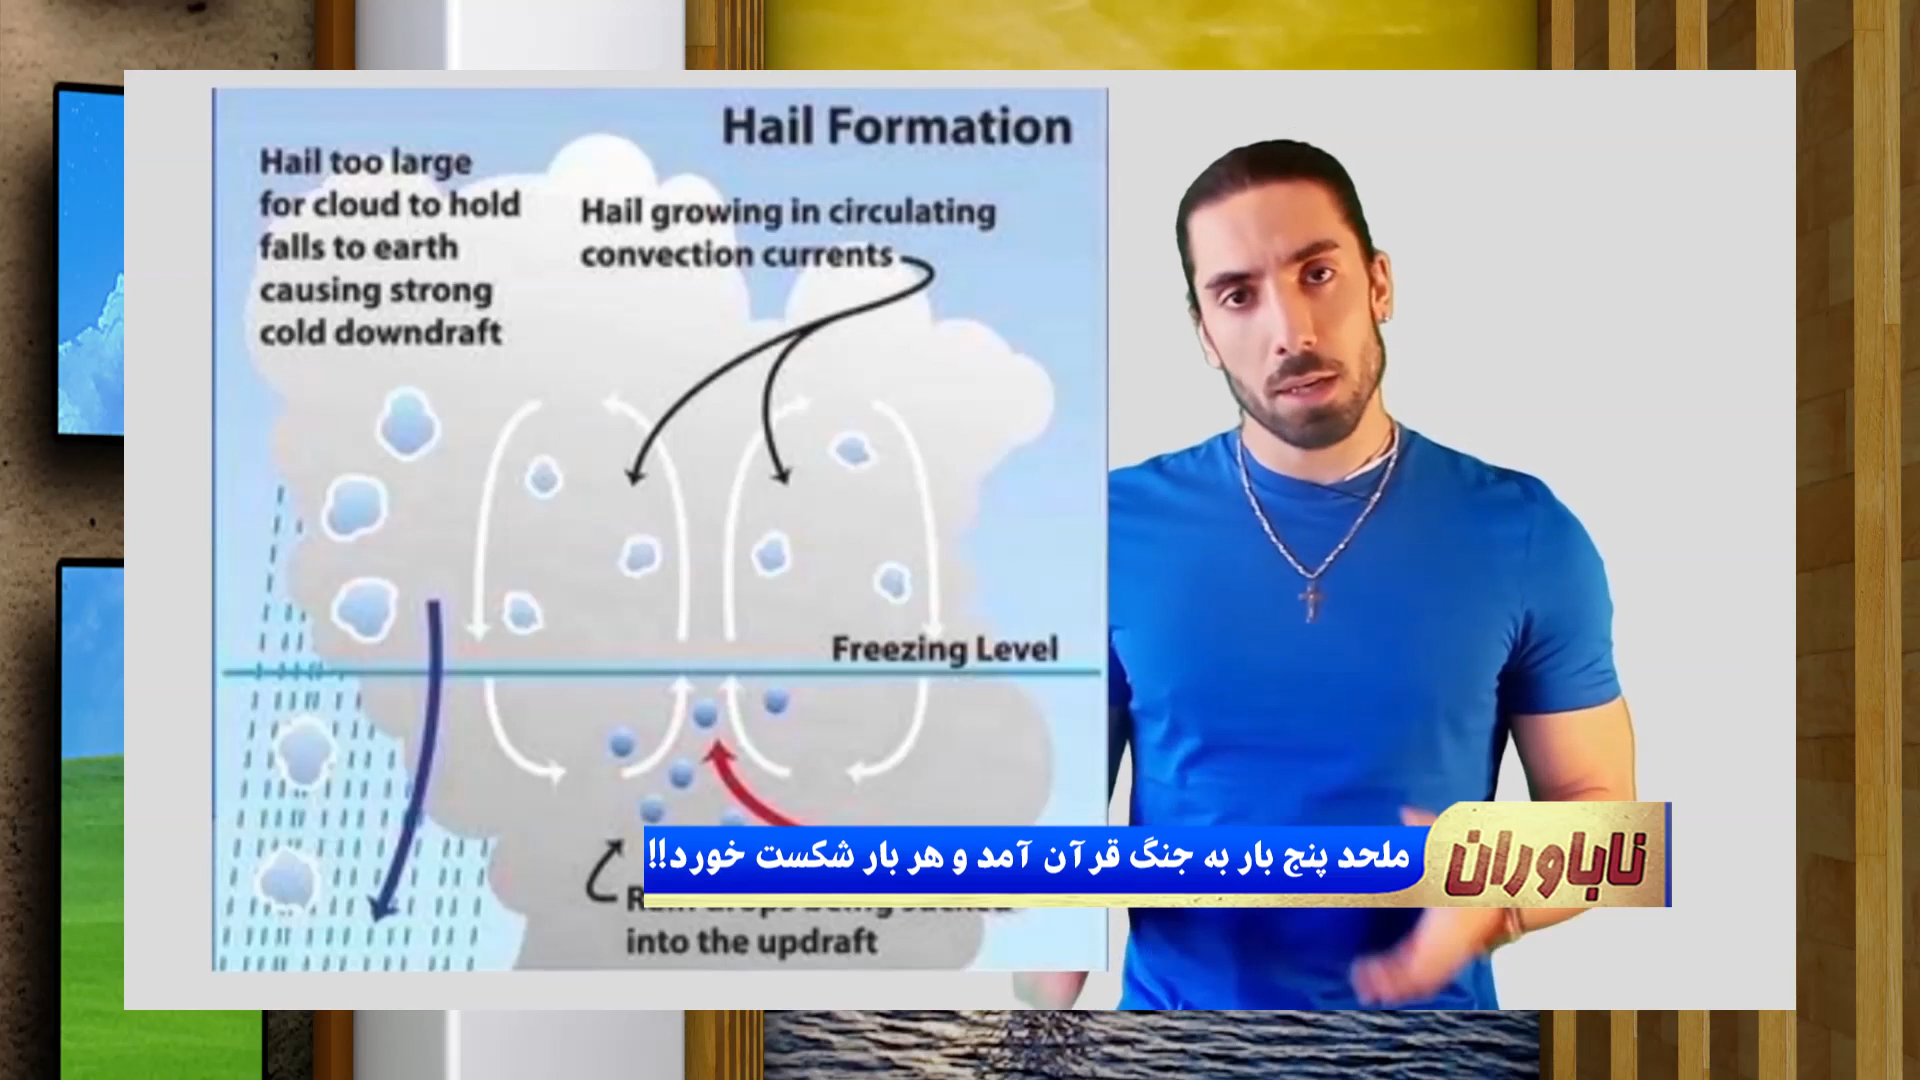 Hail Formation
Hail too large
for cloud to hold
falls to earth
causing strong
cold downdraft
Hail growing in circulating
convection currents
Freezing Level
ملحد پنج بار به جنگ قرآن آمد و هر بار شکست خورد!!
ناباوران
into the updraft